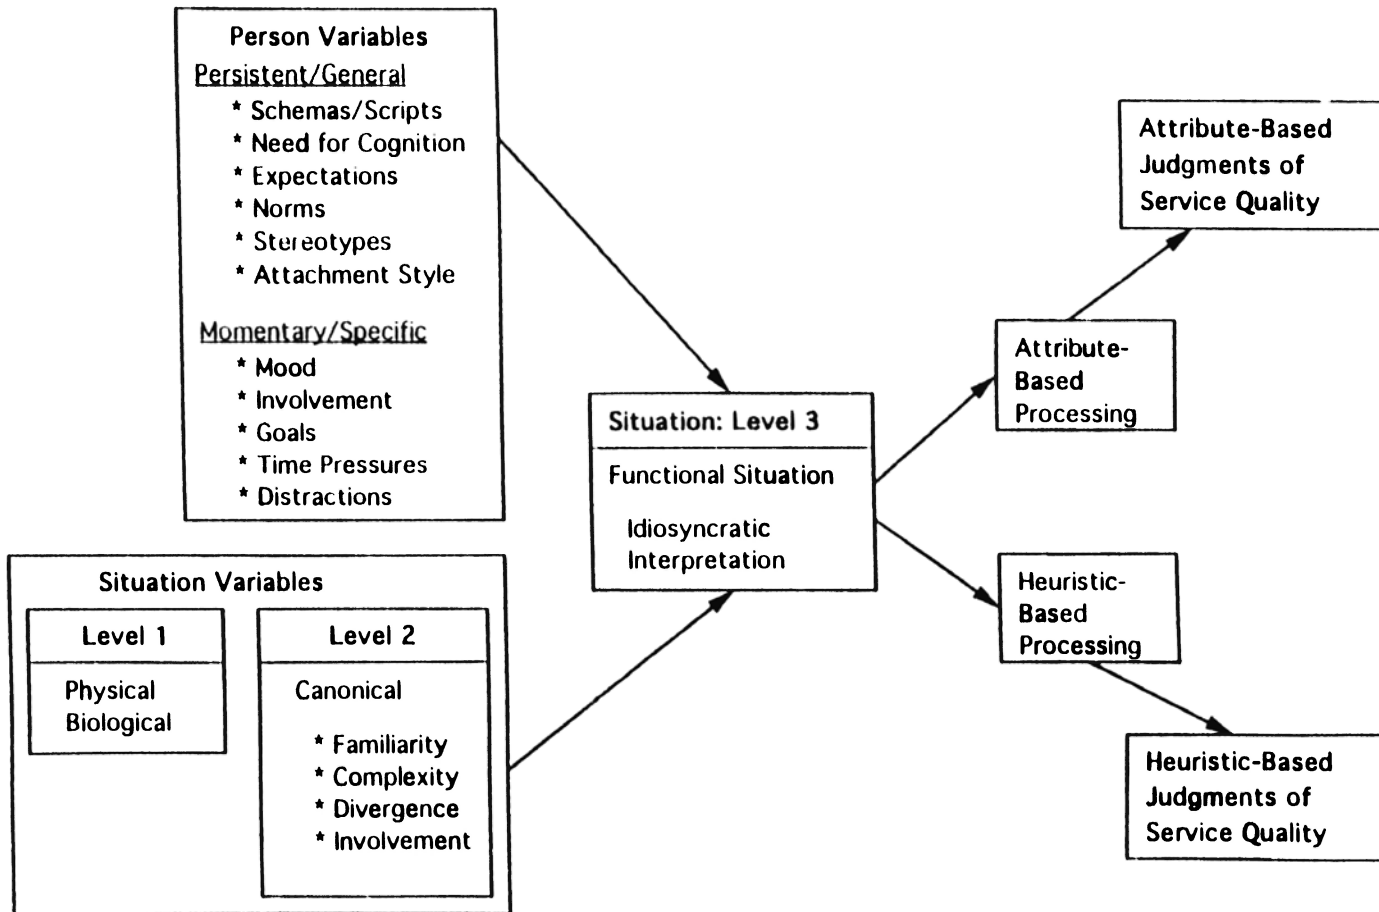 Person Variables
Persistent/General
* Schemas/Scripts
* Need for Cognition
* Expectations
* Norms
* Stereotypes
* Attachment Style
Momentary/Specific
* Mood
* Involvement
* Goals
* Time Pressures
* Distractions
Situation Variables
Level 1
Physical
Biological
Level 2
Canonical
* Familiarity
* Complexity
* Divergence
* Involvement
Situation: Level 3
Functional Situation
Idiosyncratic
Interpretation
Attribute-
Based
Processing
Attribute-Based
Judgments of
Service Quality
Heuristic-
Based
Processing
Heuristic-Based
Judgments of
Service Quality